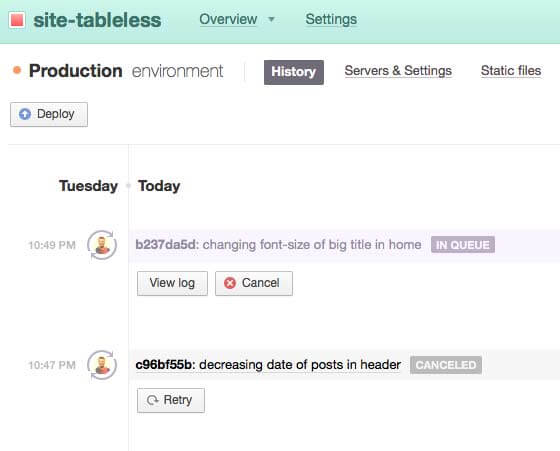 site-tableless Overview Settings
Production environment History Servers & Settings Static files
Deploy
Tuesday Today
10:49 PM b237da5d: changing font-size of big title in home IN QUEUE
View log Cancel
10:47 PM c96bf55b: decreasing date of posts in header CANCELED
Retry